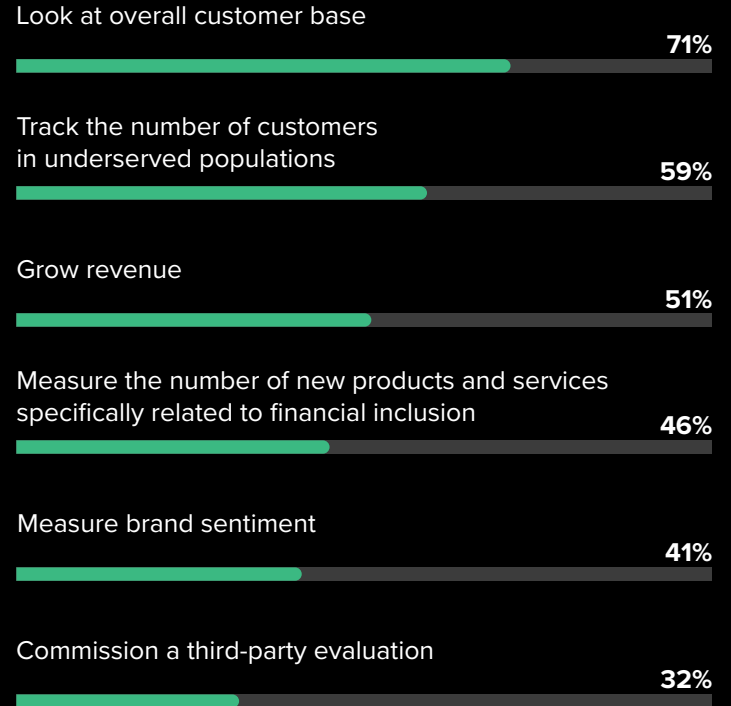 Look at overall customer base
71%
Track the number of customers
in underserved populations
59%
Grow revenue
51%
Measure the number of new products and services
specifically related to financial inclusion
46%
Measure brand sentiment
41%
Commission a third-party evaluation
32%